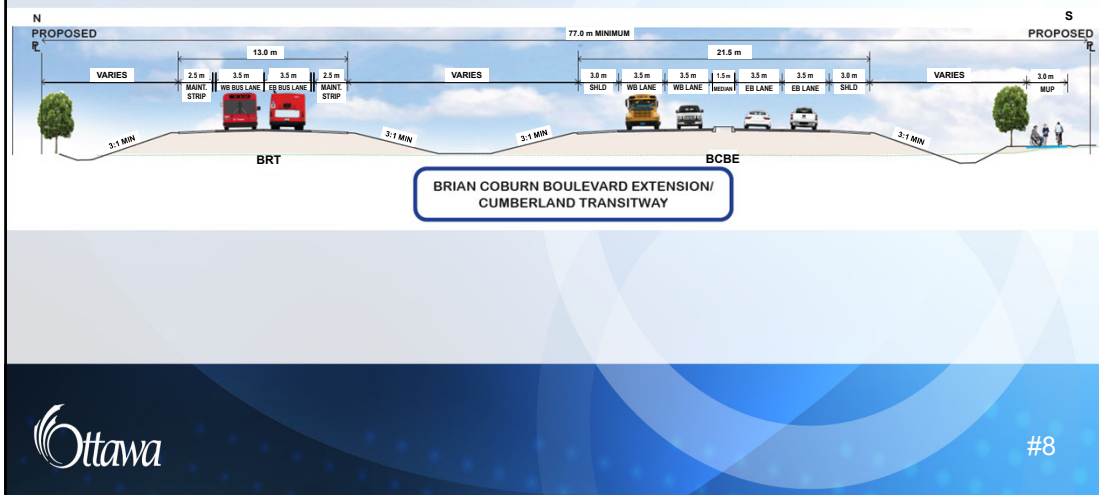 N
S
PROPOSED
PL
77.0 m MINIMUM
PROPOSED
PL
13.0 m
21.5 m
VARIES
2.5 m
MAINT.
STRIP
3.5 m
WB BUS LANE
3.5 m
EB BUS LANE
2.5 m
MAINT.
STRIP
VARIES
3.0 m
SHLD
3.5 m
WB LANE
3.5 m
WB LANE
1.5 m
MEDIAN
3.5 m
EB LANE
3.5 m
EB LANE
3.0 m
SHLD
VARIES
3.0 m
MUP
3:1 MIN
3:1 MIN
3:1 MIN
3:1 MIN
BRT
BCBE
BRIAN COBURN BOULEVARD EXTENSION/
CUMBERLAND TRANSITWAY
Ottawa
#8